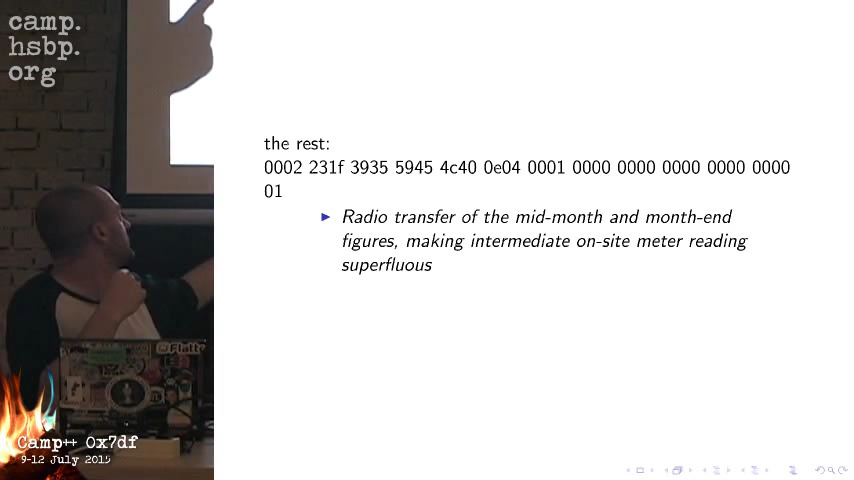 camp.
hsbp.
org
the rest:
0002 231f 3935 5945 4c40 0e04 0001 0000 0000 0000 0000 0000
01
Radio transfer of the mid-month and month-end
figures, making intermediate on-site meter reading
superfluous
Camp++ 0x7df
9-12 July 2015